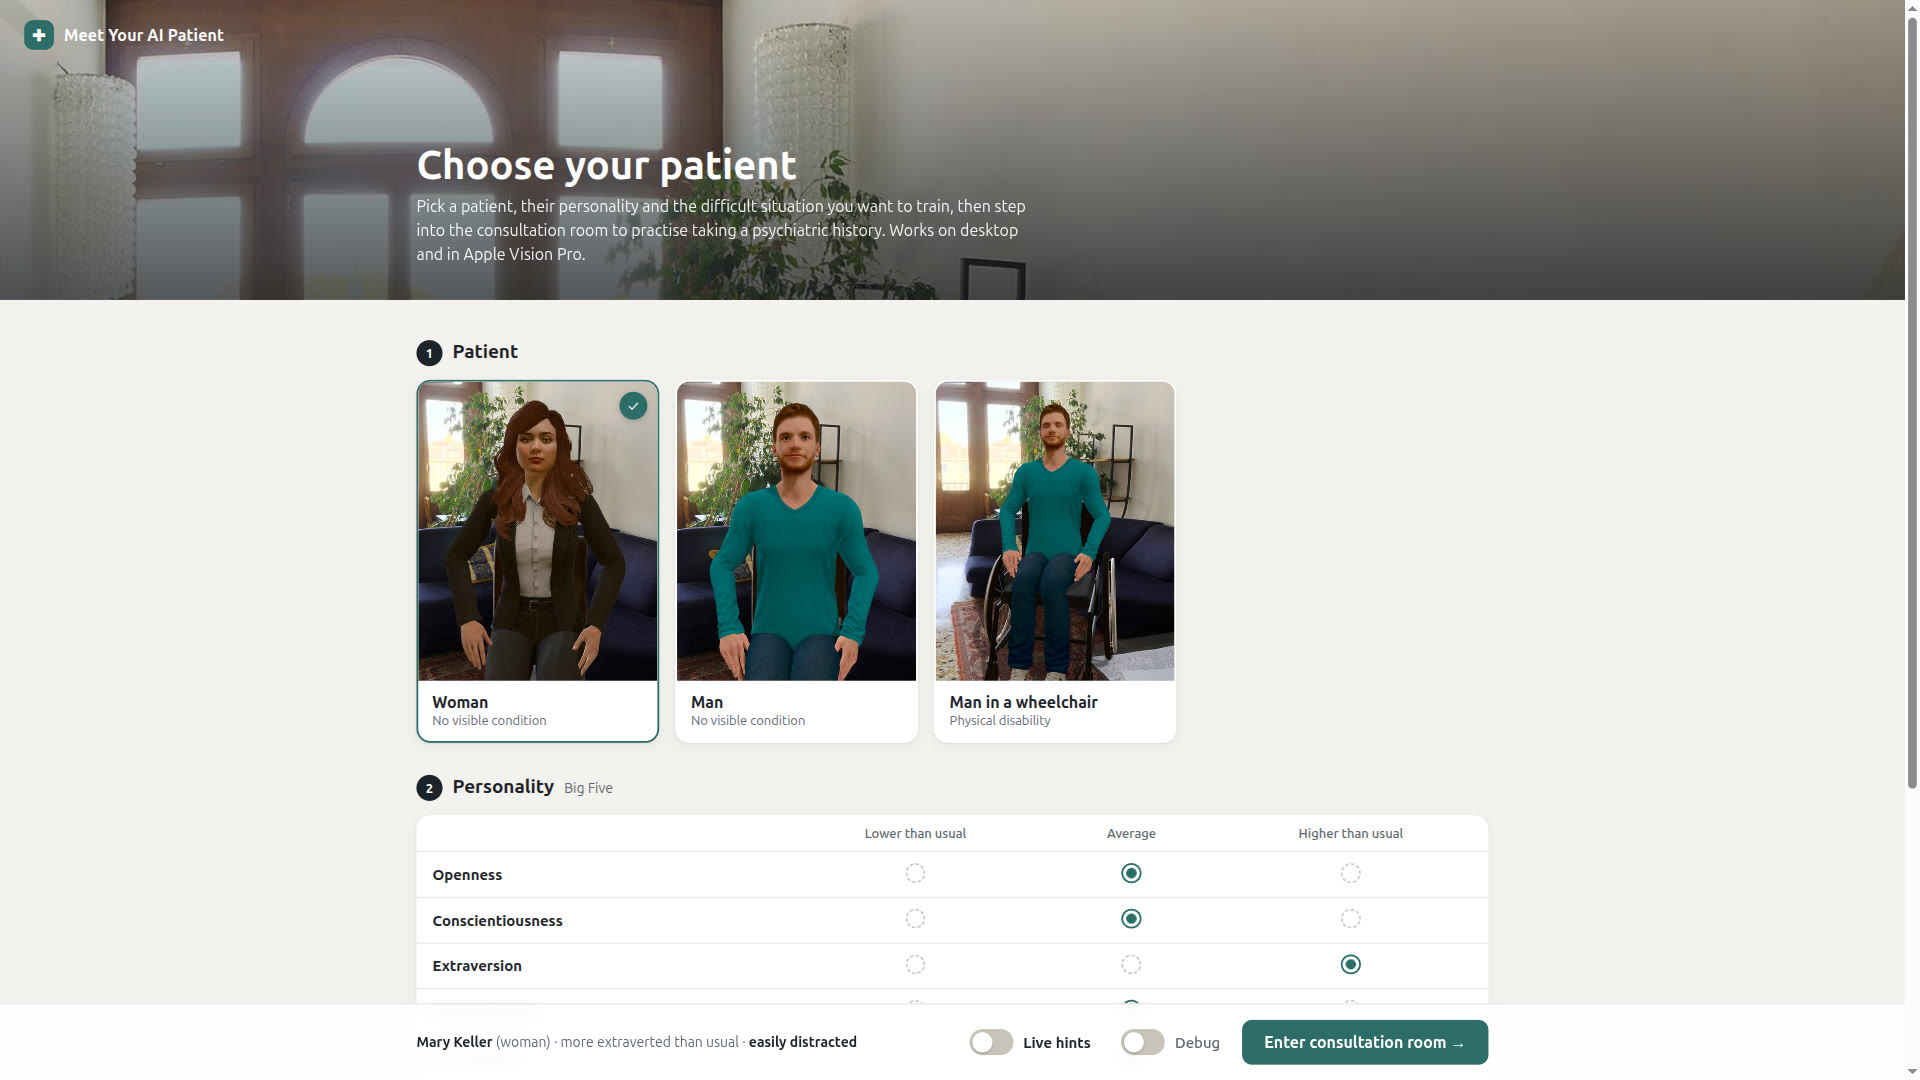 Meet Your AI Patient
Choose your patient
Pick a patient, their personality and the difficult situation you want to train, then step
into the consultation room to practise taking a psychiatric history. Works on desktop
and in Apple Vision Pro.
1 Patient
Woman
No visible condition
Man
No visible condition
Man in a wheelchair
Physical disability
2 Personality Big Five
Lower than usual Average Higher than usual
Openness
Conscientiousness
Extraversion
Mary Keller (woman) · more extraverted than usual · easily distracted
Live hints
Debug
Enter consultation room →